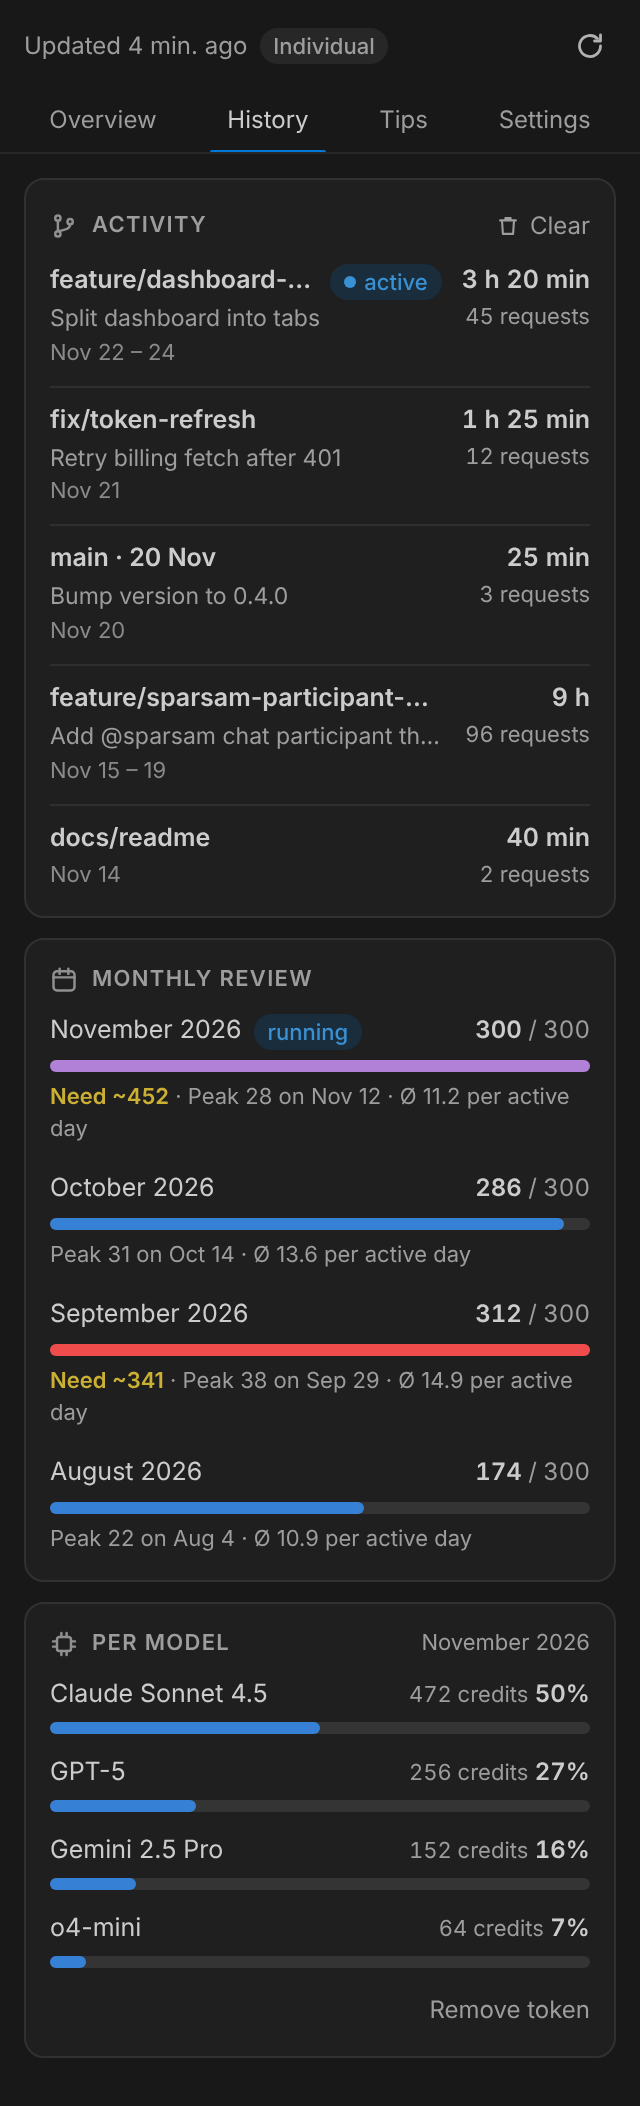 Updated 4 min. ago Individual
Overview History Tips Settings
ACTIVITY Clear
feature/dashboard-... active 3 h 20 min
Split dashboard into tabs 45 requests
Nov 22 – 24
fix/token-refresh 1 h 25 min
Retry billing fetch after 401 12 requests
Nov 21
main · 20 Nov 25 min
Bump version to 0.4.0 3 requests
Nov 20
feature/sparsam-participant-... 9 h
Add @sparsam chat participant th... 96 requests
Nov 15 – 19
docs/readme 40 min
Nov 14 2 requests
MONTHLY REVIEW
November 2026 running 300 / 300
Need ~452 · Peak 28 on Nov 12 · Ø 11.2 per active
day
October 2026 286 / 300
Peak 31 on Oct 14 · Ø 13.6 per active day
September 2026 312 / 300
Need ~341 · Peak 38 on Sep 29 · Ø 14.9 per active
day
August 2026 174 / 300
Peak 22 on Aug 4 · Ø 10.9 per active day
PER MODEL November 2026
Claude Sonnet 4.5 472 credits 50%
GPT-5 256 credits 27%
Gemini 2.5 Pro 152 credits 16%
o4-mini 64 credits 7%
Remove token